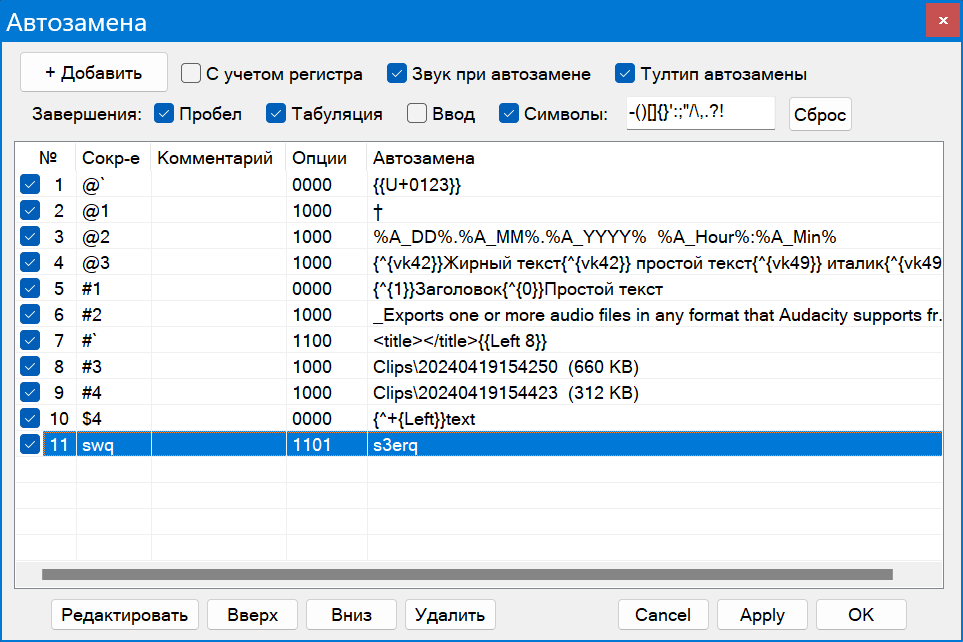 Автозамена
+ Добавить С учетом регистра Звук при автозамене Тултип автозамены
Завершения: Пробел Табуляция Ввод Символы: -()[]{}':;"/\,.?! Сброс
№ Сокр-е Комментарий Опции Автозамена
1 @` 0000 {{U+0123}}
2 @1 1000 †
3 @2 1000 %A_DD%.%A_MM%.%A_YYYY%  %A_Hour%:%A_Min%
4 @3 1000 {^{vk42}}Жирный текст{^{vk42}} простой текст{^{vk49}} италик{^{vk49
5 #1 0000 {^{1}}Заголовок{^{0}}Простой текст
6 #2 1000 _Exports one or more audio files in any format that Audacity supports fr.
7 #` 1100 <title></title>{{Left 8}}
8 #3 1000 Clips\20240419154250  (660 KB)
9 #4 1000 Clips\20240419154423  (312 KB)
10 $4 0000 {^+{Left}}text
11 swq 1101 s3erq
Редактировать Вверх Вниз Удалить Cancel Apply OK